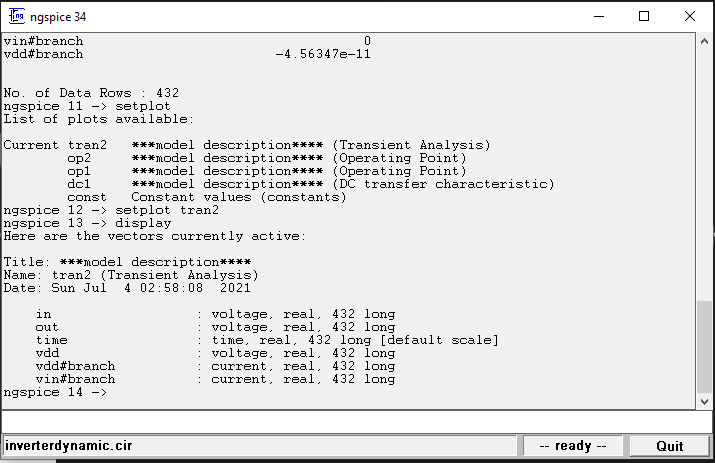 ngspice 34
vin#branch 0
vdd#branch -4.56347e-11
No. of Data Rows : 432
ngspice 11 -> setplot
List of plots available:
Current tran2 ***model description**** (Transient Analysis)
op2 ***model description**** (Operating Point)
op1 ***model description**** (Operating Point)
dc1 ***model description**** (DC transfer characteristic)
const Constant values (constants)
ngspice 12 -> setplot tran2
ngspice 13 -> display
Here are the vectors currently active:
Title: ***model description****
Name: tran2 (Transient Analysis)
Date: Sun Jul 4 02:58:08 2021
in : voltage, real, 432 long
out : voltage, real, 432 long
time : time, real, 432 long [default scale]
vdd : voltage, real, 432 long
vdd#branch : current, real, 432 long
vin#branch : current, real, 432 long
ngspice 14 ->
inverterdynamic.cir -- ready -- Quit